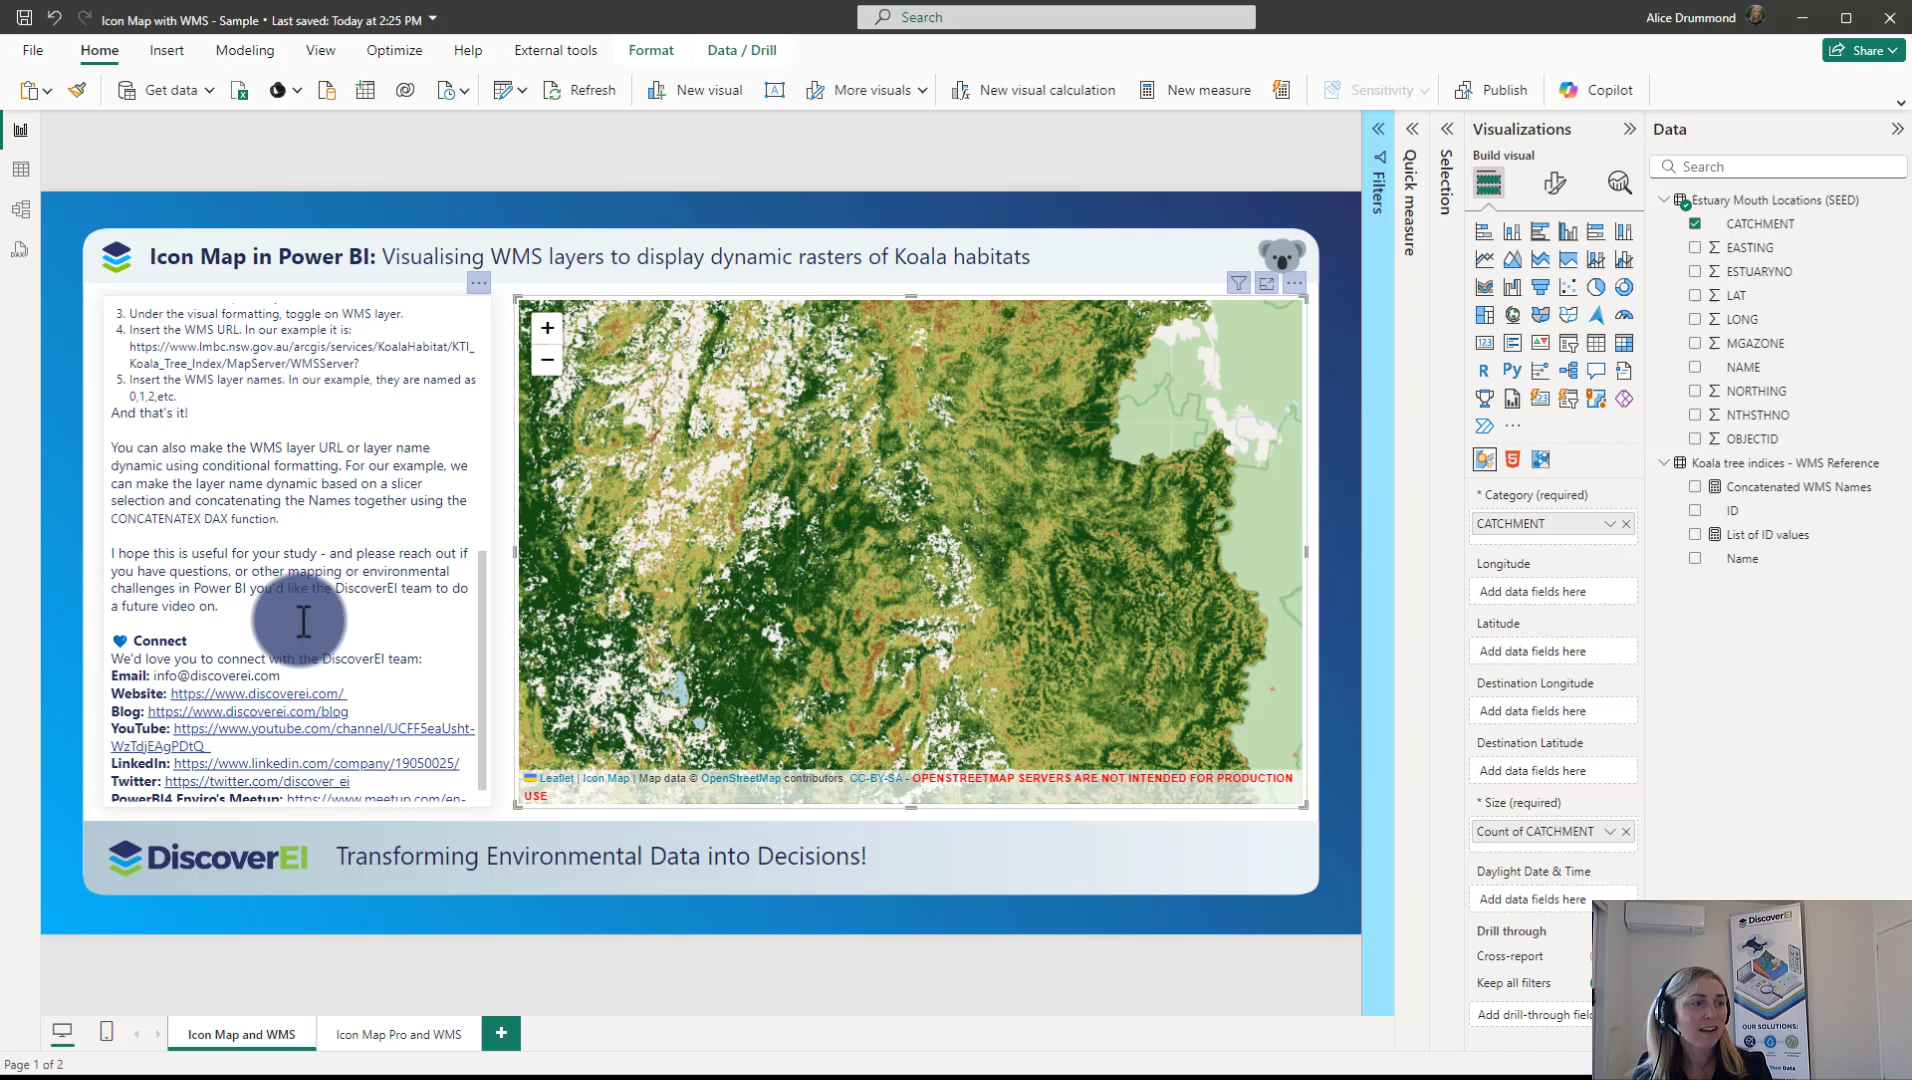 Icon Map with WMS - Sample • Last saved: Today at 2:25 PM
Search
Alice Drummond
File
Home
Insert
Modeling
View
Optimize
Help
External tools
Format
Data / Drill
Share
Get data
Refresh
New visual
More visuals
New visual calculation
New measure
Sensitivity
Publish
Copilot
Icon Map in Power BI: Visualising WMS layers to display dynamic rasters of Koala habitats
3. Under the visual formatting, toggle on WMS layer.
4. Insert the WMS URL. In our example it is:
https://www.lmbc.nsw.gov.au/arcgis/services/KoalaHabitat/KTI_
Koala_Tree_Index/MapServer/WMSServer?
5. Insert the WMS layer names. In our example, they are named as
0,1,2,etc.
And that's it!
You can also make the WMS layer URL or layer name
dynamic using conditional formatting. For our example, we
can make the layer name dynamic based on a slicer
selection and concatenating the Names together using the
CONCATENATEX DAX function.
I hope this is useful for your study - and please reach out if
you have questions, or other mapping or environmental
challenges in Power BI you'd like the DiscoverEI team to do
a future video on.
Connect
We'd love you to connect with the DiscoverEI team:
Email: info@discoverei.com
Website: https://www.discoverei.com/
Blog: https://www.discoverei.com/blog
YouTube: https://www.youtube.com/channel/UCFF5eaUsht-
WzTdjEAgPDtQ
LinkedIn: https://www.linkedin.com/company/19050025/
Twitter: https://twitter.com/discover_ei
PowerBI4 Enviro's Meetup: https://www.meetup.com/en-
+
−
Leaflet | Icon Map | Map data © OpenStreetMap contributors, CC-BY-SA - OPENSTREETMAP SERVERS ARE NOT INTENDED FOR PRODUCTION
USE
DiscoverEI
Transforming Environmental Data into Decisions!
Filters
Quick measure
Selection
Visualizations
Build visual
123
R
Py
* Category (required)
CATCHMENT
Longitude
Add data fields here
Latitude
Add data fields here
Destination Longitude
Add data fields here
Destination Latitude
Add data fields here
* Size (required)
Count of CATCHMENT
Daylight Date & Time
Add data fields here
Drill through
Cross-report
Keep all filters
Add drill-through fiel
Data
Search
Estuary Mouth Locations (SEED)
CATCHMENT
EASTING
ESTUARYNO
LAT
LONG
MGAZONE
NAME
NORTHING
NTHSTHNO
OBJECTID
Koala tree indices - WMS Reference
Concatenated WMS Names
ID
List of ID values
Name
DiscoverEI
OUR SOLUTIONS:
Your Data
Icon Map and WMS
Icon Map Pro and WMS
+
Page 1 of 2